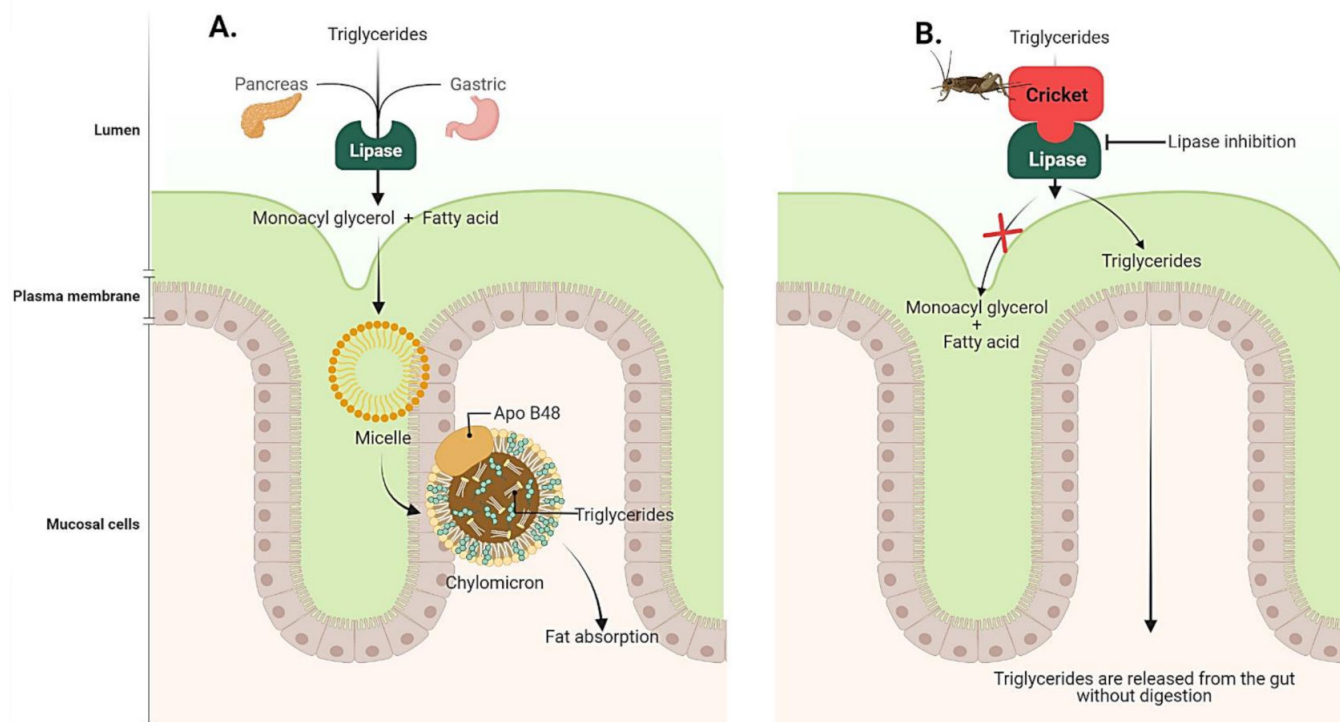 A.
Triglycerides
Pancreas
Gastric
Lipase
Monoacyl glycerol + Fatty acid
Micelle
Apo B48
Triglycerides
Chylomicron
Fat absorption
Lumen
Plasma membrane
Mucosal cells
B.
Triglycerides
Cricket
Lipase
Lipase inhibition
Triglycerides
Monoacyl glycerol
+
Fatty acid
Triglycerides are released from the gut
without digestion